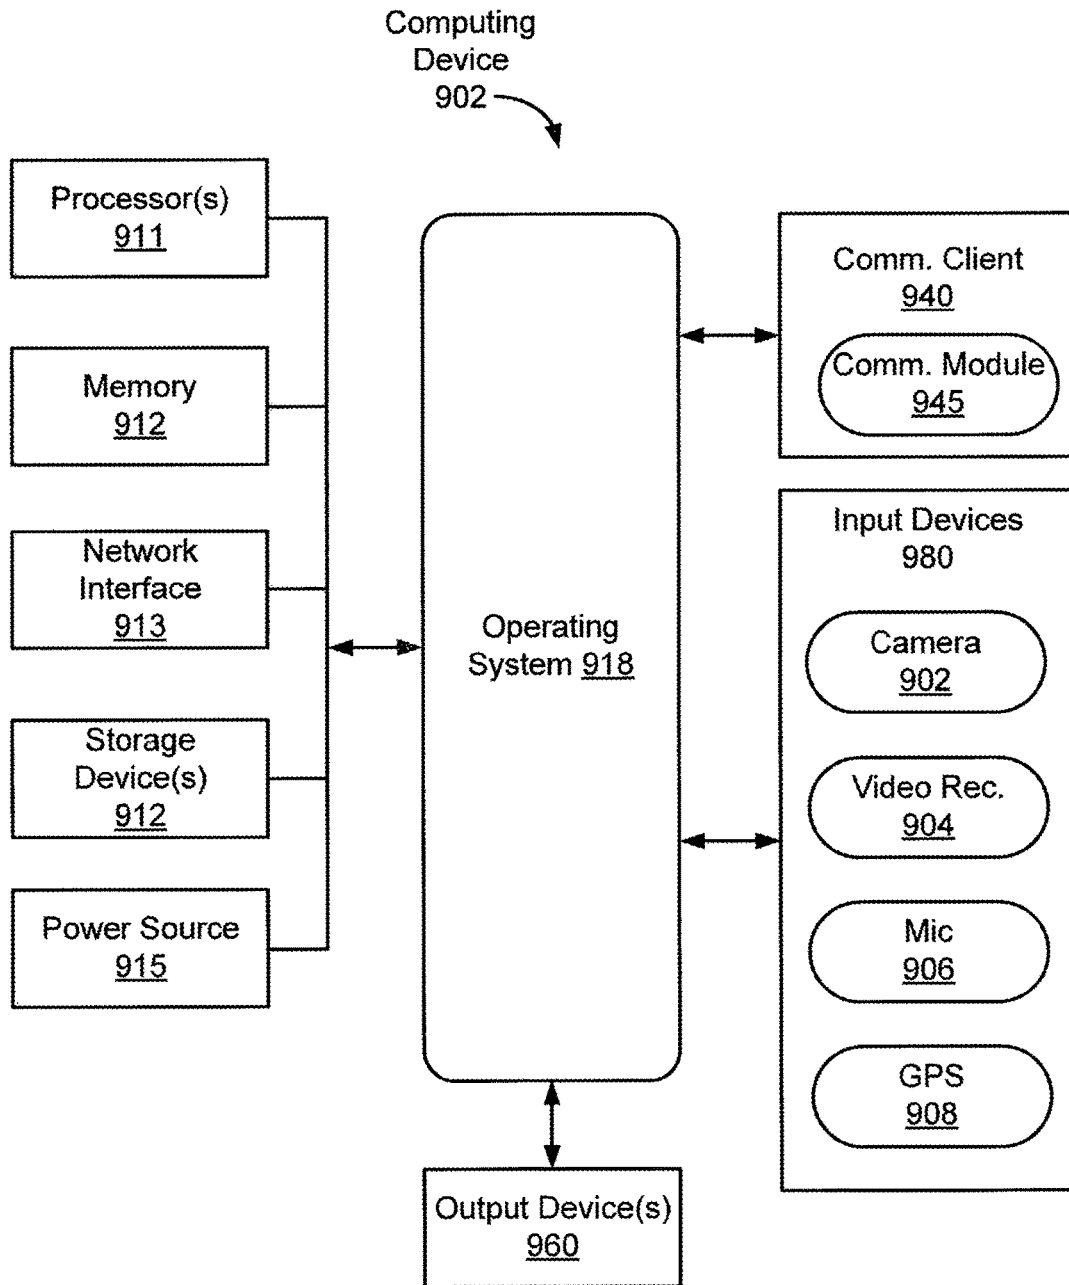 Computing
Device
902
Processor(s)
911
Memory
912
Network
Interface
913
Storage
Device(s)
912
Power Source
915
Operating
System 918
Comm. Client
940
Comm. Module
945
Input Devices
980
Camera
902
Video Rec.
904
Mic
906
GPS
908
Output Device(s)
960